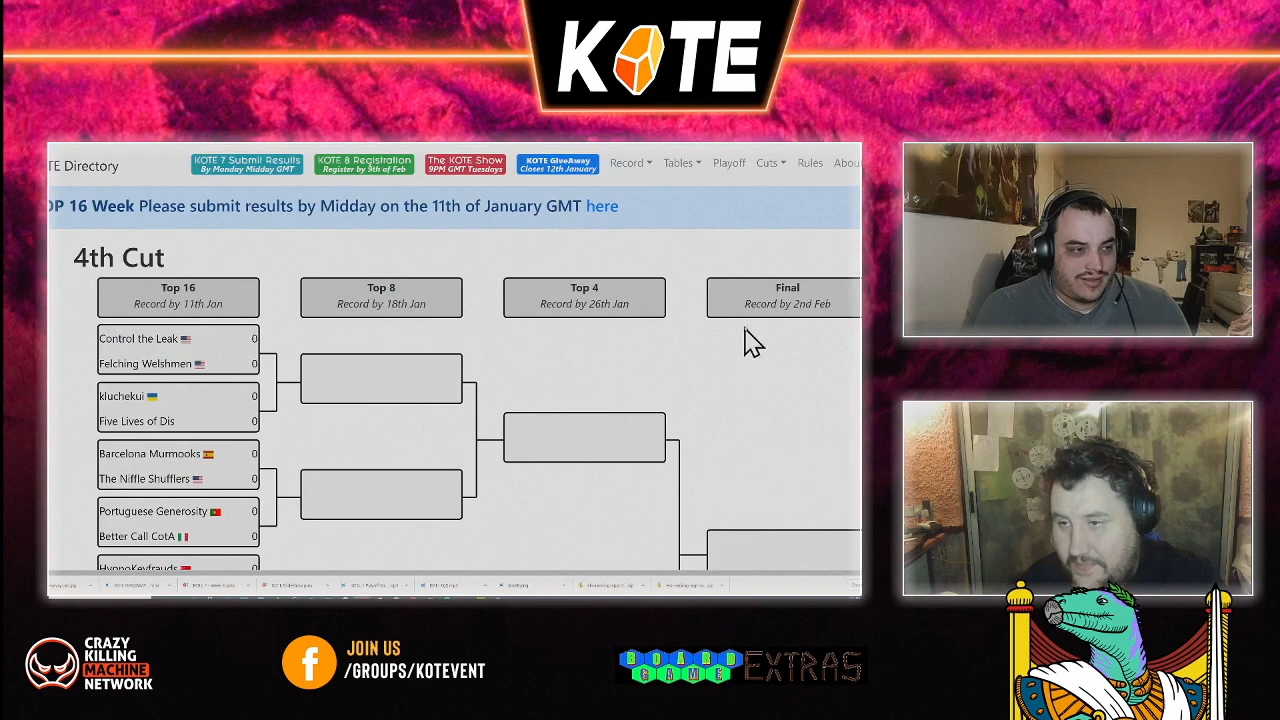 KOTE
TE Directory
KOTE 7 Submit Results
By Monday Midday GMT
KOTE 8 Registration
Register by 9th of Feb
The KOTE Show
9PM GMT Tuesdays
KOTE GiveAway
Closes 12th January
Record
Tables
Playoff
Cuts
Rules
Abou
OP 16 Week Please submit results by Midday on the 11th of January GMT here
4th Cut
Top 16
Record by 11th Jan
Top 8
Record by 18th Jan
Top 4
Record by 26th Jan
Final
Record by 2nd Feb
Control the Leak 0
Felching Welshmen 0
kluchekui 0
Five Lives of Dis 0
Barcelona Murmooks 0
The Niffle Shufflers 0
Portuguese Generosity 0
Better Call CotA 0
HypnoKeyfrauds 0
CRAZY
KILLING
MACHINE
NETWORK
JOIN US
/GROUPS/KOTEVENT
BOARD
GAME
EXTRAS